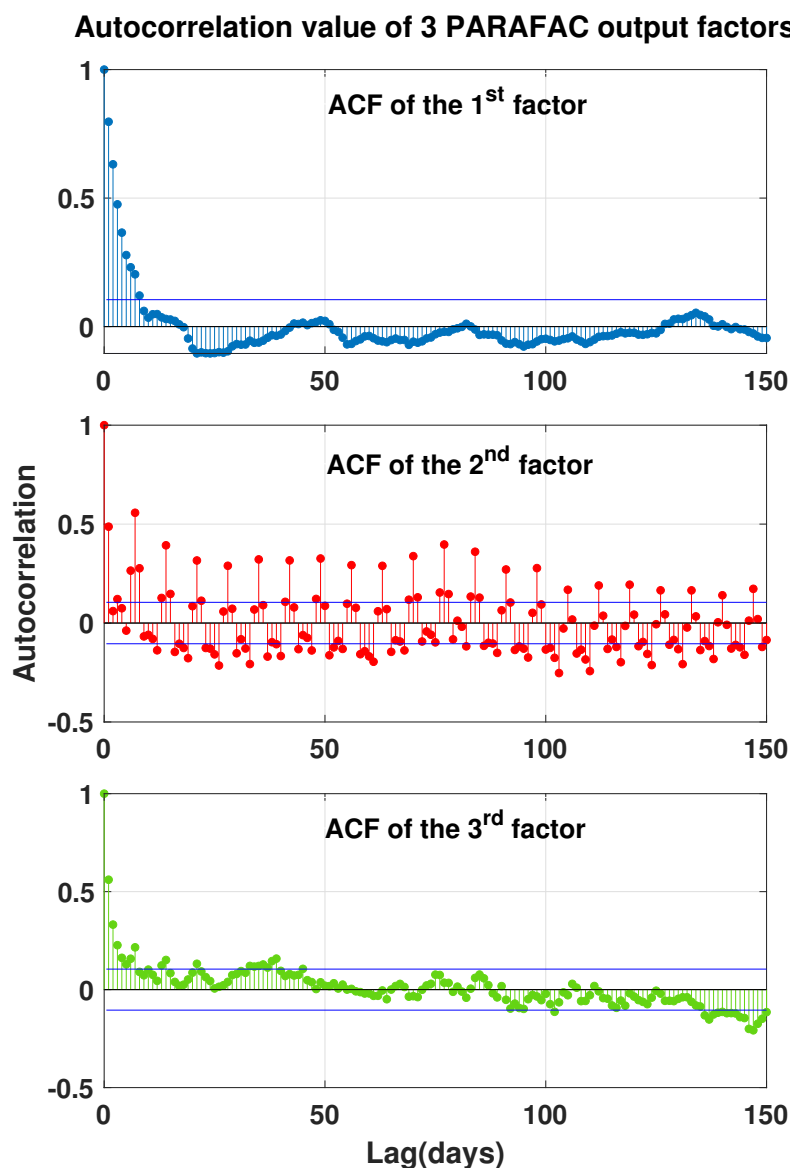 Autocorrelation value of 3 PARAFAC output factors
1
ACF of the 1st factor
0.5
0
0 50 100 150
1
ACF of the 2nd factor
0.5
0
-0.5
0 50 100 150
Autocorrelation
1
ACF of the 3rd factor
0.5
0
-0.5
0 50 100 150
Lag(days)